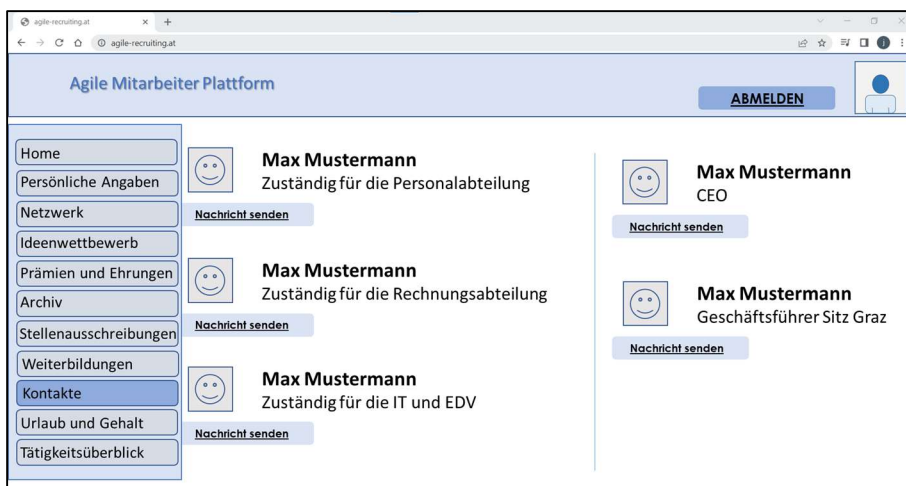 agile-recruiting.at
agile-recruiting.at
Agile Mitarbeiter Plattform
ABMELDEN
Home
Persönliche Angaben
Netzwerk
Ideenwettbewerb
Prämien und Ehrungen
Archiv
Stellenausschreibungen
Weiterbildungen
Kontakte
Urlaub und Gehalt
Tätigkeitsüberblick
Max Mustermann
Zuständig für die Personalabteilung
Nachricht senden
Max Mustermann
Zuständig für die Rechnungsabteilung
Nachricht senden
Max Mustermann
Zuständig für die IT und EDV
Nachricht senden
Max Mustermann
CEO
Nachricht senden
Max Mustermann
Geschäftsführer Sitz Graz
Nachricht senden